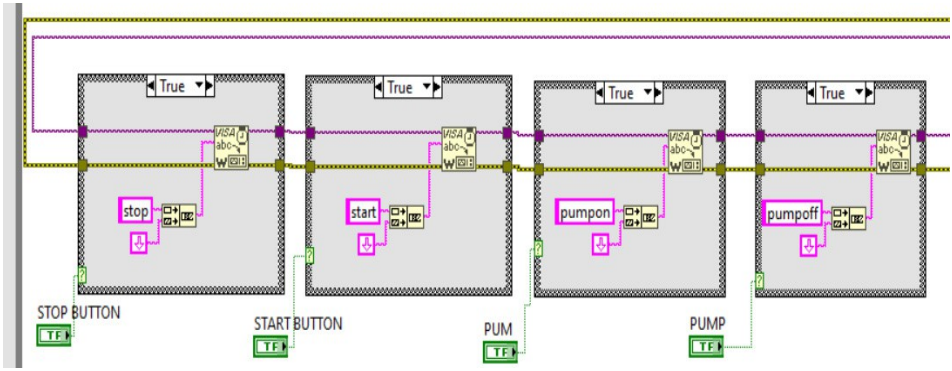 True
True
True
True
VISA
abc
W
VISA
abc
W
VISA
abc
W
VISA
abc
W
stop
start
pumpon
pumpoff
?
?
?
?
STOP BUTTON
TF
START BUTTON
TF
PUM
TF
PUMP
TF